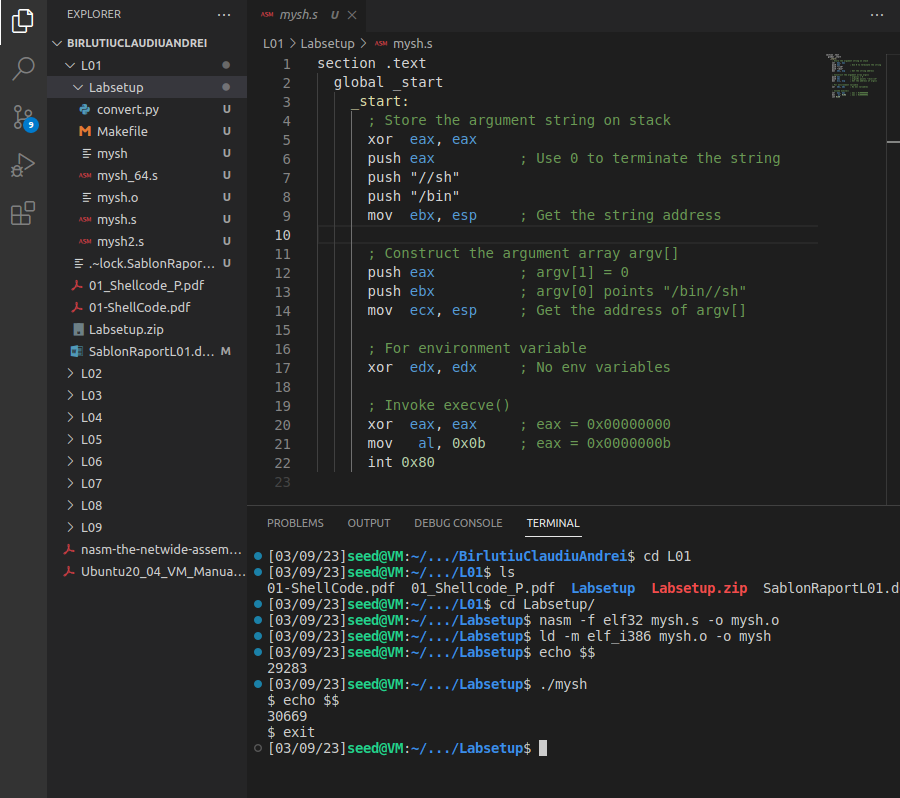 EXPLORER ...
BIRLUTIUCLAUDIUANDREI
L01
Labsetup
convert.py U
Makefile U
mysh U
mysh_64.s U
mysh.o U
mysh.s U
mysh2.s U
.~lock.SablonRapor... U
01_Shellcode_P.pdf
01-ShellCode.pdf
Labsetup.zip
SablonRaportL01.d... M
L02
L03
L04
L05
L06
L07
L08
L09
nasm-the-netwide-assem...
Ubuntu20_04_VM_Manua...
9
ASM mysh.s U ...
L01 > Labsetup > ASM mysh.s
1 section .text
2 global _start
3 _start:
4 ; Store the argument string on stack
5 xor eax, eax
6 push eax ; Use 0 to terminate the string
7 push "//sh"
8 push "/bin"
9 mov ebx, esp ; Get the string address
10
11 ; Construct the argument array argv[]
12 push eax ; argv[1] = 0
13 push ebx ; argv[0] points "/bin//sh"
14 mov ecx, esp ; Get the address of argv[]
15
16 ; For environment variable
17 xor edx, edx ; No env variables
18
19 ; Invoke execve()
20 xor eax, eax ; eax = 0x00000000
21 mov al, 0x0b ; eax = 0x0000000b
22 int 0x80
23
PROBLEMS OUTPUT DEBUG CONSOLE TERMINAL
[03/09/23]seed@VM:~/.../BirlutiuClaudiuAndrei$ cd L01
[03/09/23]seed@VM:~/.../L01$ ls
01-ShellCode.pdf 01_Shellcode_P.pdf Labsetup Labsetup.zip SablonRaportL01.d
[03/09/23]seed@VM:~/.../L01$ cd Labsetup/
[03/09/23]seed@VM:~/.../Labsetup$ nasm -f elf32 mysh.s -o mysh.o
[03/09/23]seed@VM:~/.../Labsetup$ ld -m elf_i386 mysh.o -o mysh
[03/09/23]seed@VM:~/.../Labsetup$ echo $$
29283
[03/09/23]seed@VM:~/.../Labsetup$ ./mysh
$ echo $$
30669
$ exit
[03/09/23]seed@VM:~/.../Labsetup$